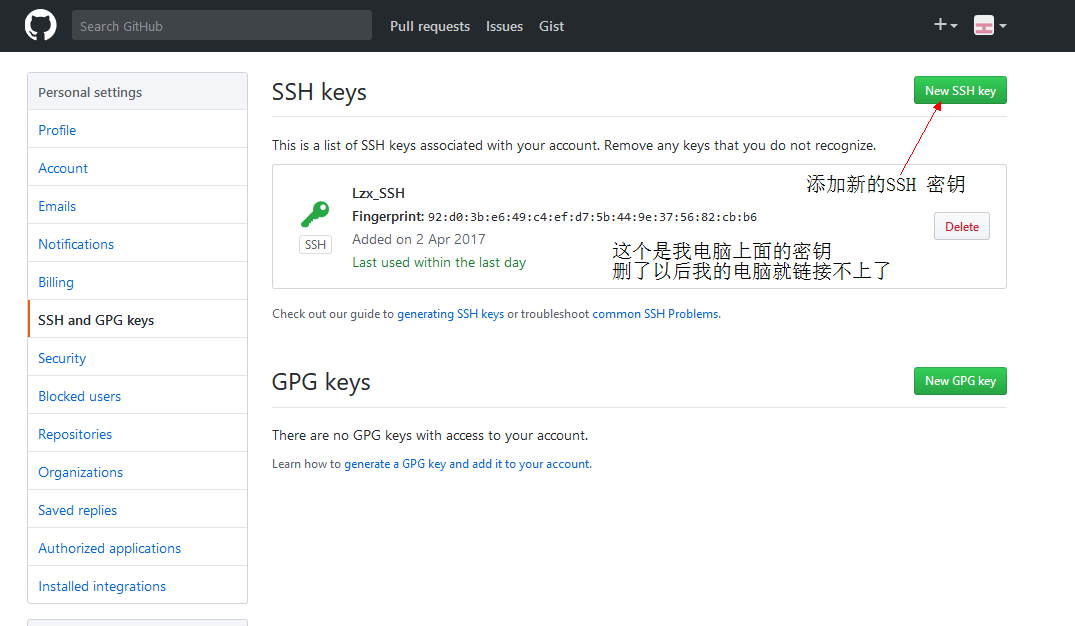 Search GitHub
Pull requests
Issues
Gist
Personal settings
Profile
Account
Emails
Notifications
Billing
SSH and GPG keys
Security
Blocked users
Repositories
Organizations
Saved replies
Authorized applications
Installed integrations
SSH keys
New SSH key
This is a list of SSH keys associated with your account. Remove any keys that you do not recognize.
添加新的SSH 密钥
Lzx_SSH
Fingerprint: 92:d0:3b:e6:49:c4:ef:d7:5b:44:9e:37:56:82:cb:b6
SSH
Added on 2 Apr 2017
Last used within the last day
Delete
这个是我电脑上面的密钥
删了以后我的电脑就链接不上了
Check out our guide to generating SSH keys or troubleshoot common SSH Problems.
GPG keys
New GPG key
There are no GPG keys with access to your account.
Learn how to generate a GPG key and add it to your account.